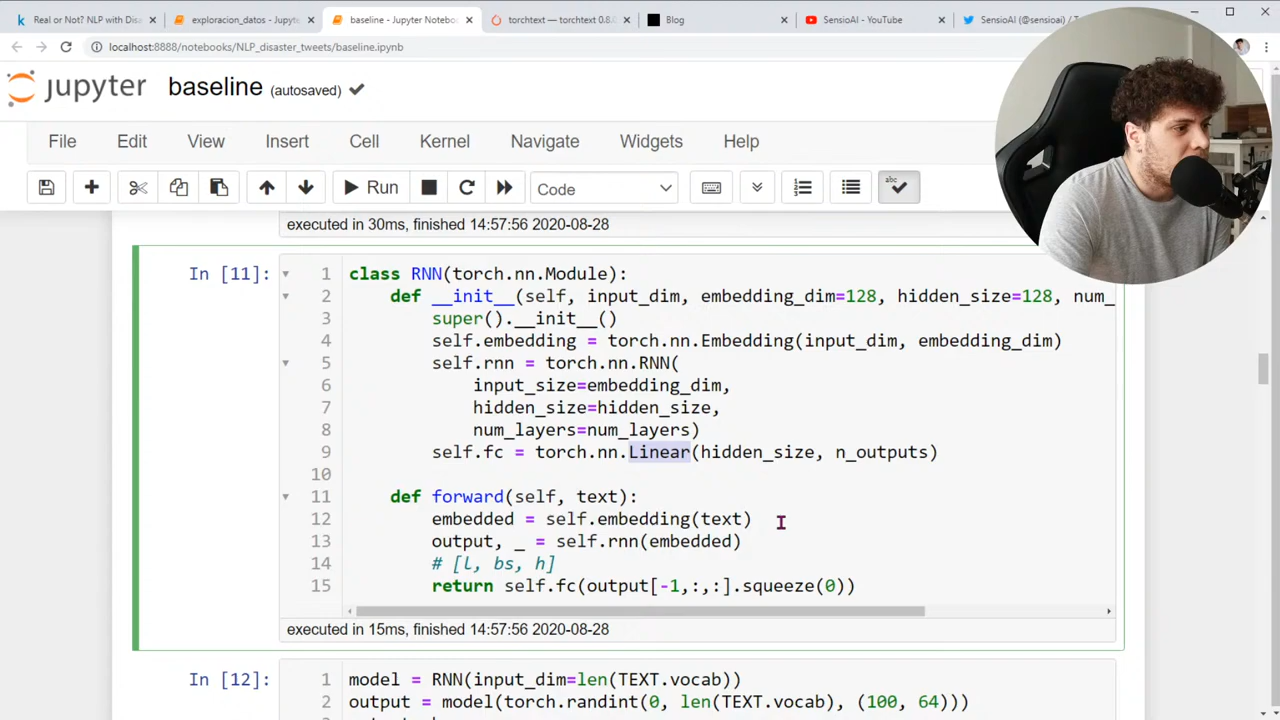 Real or Not? NLP with Disa
exploracion_datos - Jupyte
baseline - Jupyter Notebo
torchtext — torchtext 0.8
Blog
SensioAI - YouTube
SensioAI (@sensioai) / T
localhost:8888/notebooks/NLP_disaster_tweets/baseline.ipynb
jupyter baseline (autosaved)
File Edit View Insert Cell Kernel Navigate Widgets Help
Run Code
executed in 30ms, finished 14:57:56 2020-08-28
In [11]:
1 class RNN(torch.nn.Module):
2 def __init__(self, input_dim, embedding_dim=128, hidden_size=128, num_
3 super().__init__()
4 self.embedding = torch.nn.Embedding(input_dim, embedding_dim)
5 self.rnn = torch.nn.RNN(
6 input_size=embedding_dim,
7 hidden_size=hidden_size,
8 num_layers=num_layers)
9 self.fc = torch.nn.Linear(hidden_size, n_outputs)
10
11 def forward(self, text):
12 embedded = self.embedding(text)
13 output, _ = self.rnn(embedded)
14 # [l, bs, h]
15 return self.fc(output[-1,:,:].squeeze(0))
executed in 15ms, finished 14:57:56 2020-08-28
In [12]:
1 model = RNN(input_dim=len(TEXT.vocab))
2 output = model(torch.randint(0, len(TEXT.vocab), (100, 64)))